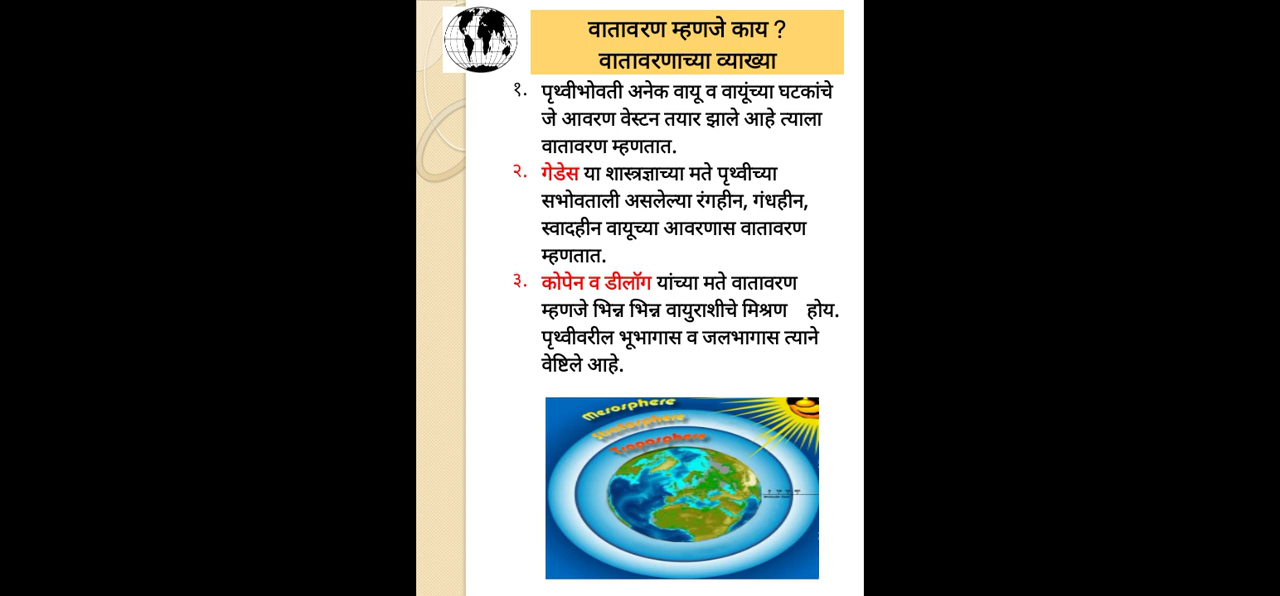 वातावरण म्हणजे काय ?
वातावरणाच्या व्याख्या
१. पृथ्वीभोवती अनेक वायू व वायूंच्या घटकांचे
जे आवरण वेस्टन तयार झाले आहे त्याला
वातावरण म्हणतात.
२. गेडेस या शास्त्रज्ञाच्या मते पृथ्वीच्या
सभोवताली असलेल्या रंगहीन, गंधहीन,
स्वादहीन वायूच्या आवरणास वातावरण
म्हणतात.
३. कोपेन व डीलॉग यांच्या मते वातावरण
म्हणजे भिन्न भिन्न वायुराशीचे मिश्रण होय.
पृथ्वीवरील भूभागास व जलभागास त्याने
वेष्टिले आहे.
Mesosphere
Stratosphere
Troposphere